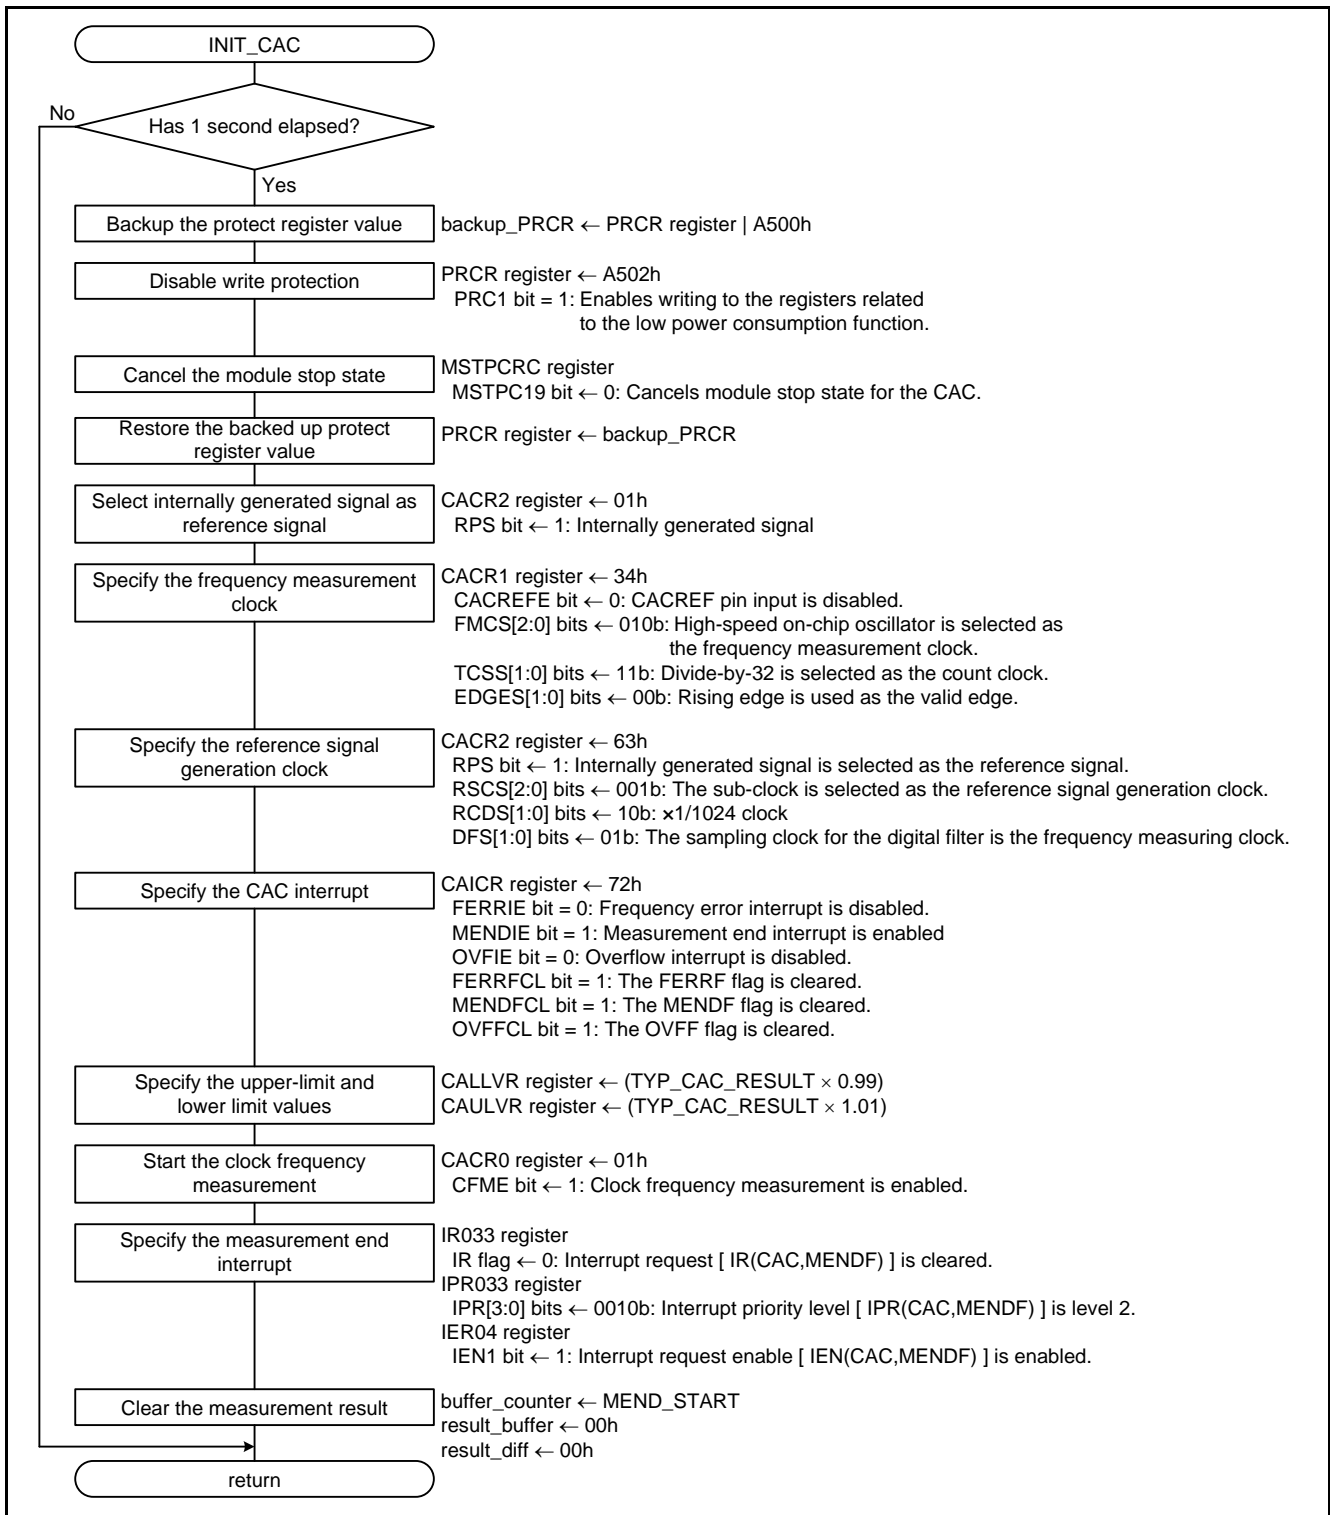 INIT_CAC
No
Has 1 second elapsed?
Yes
Backup the protect register value
backup_PRCR ← PRCR register | A500h
Disable write protection
PRCR register ← A502h
PRC1 bit = 1: Enables writing to the registers related
to the low power consumption function.
Cancel the module stop state
MSTPCRC register
MSTPC19 bit ← 0: Cancels module stop state for the CAC.
Restore the backed up protect
register value
PRCR register ← backup_PRCR
Select internally generated signal as
reference signal
CACR2 register ← 01h
RPS bit ← 1: Internally generated signal
Specify the frequency measurement
clock
CACR1 register ← 34h
CACREFE bit ← 0: CACREF pin input is disabled.
FMCS[2:0] bits ← 010b: High-speed on-chip oscillator is selected as
the frequency measurement clock.
TCSS[1:0] bits ← 11b: Divide-by-32 is selected as the count clock.
EDGES[1:0] bits ← 00b: Rising edge is used as the valid edge.
Specify the reference signal
generation clock
CACR2 register ← 63h
RPS bit ← 1: Internally generated signal is selected as the reference signal.
RSCS[2:0] bits ← 001b: The sub-clock is selected as the reference signal generation clock.
RCDS[1:0] bits ← 10b: ×1/1024 clock
DFS[1:0] bits ← 01b: The sampling clock for the digital filter is the frequency measuring clock.
Specify the CAC interrupt
CAICR register ← 72h
FERRIE bit = 0: Frequency error interrupt is disabled.
MENDIE bit = 1: Measurement end interrupt is enabled
OVFIE bit = 0: Overflow interrupt is disabled.
FERRFCL bit = 1: The FERRF flag is cleared.
MENDFCL bit = 1: The MENDF flag is cleared.
OVFFCL bit = 1: The OVFF flag is cleared.
Specify the upper-limit and
lower limit values
CALLVR register ← (TYP_CAC_RESULT × 0.99)
CAULVR register ← (TYP_CAC_RESULT × 1.01)
Start the clock frequency
measurement
CACR0 register ← 01h
CFME bit ← 1: Clock frequency measurement is enabled.
Specify the measurement end
interrupt
IR033 register
IR flag ← 0: Interrupt request [ IR(CAC,MENDF) ] is cleared.
IPR033 register
IPR[3:0] bits ← 0010b: Interrupt priority level [ IPR(CAC,MENDF) ] is level 2.
IER04 register
IEN1 bit ← 1: Interrupt request enable [ IEN(CAC,MENDF) ] is enabled.
Clear the measurement result
buffer_counter ← MEND_START
result_buffer ← 00h
result_diff ← 00h
return